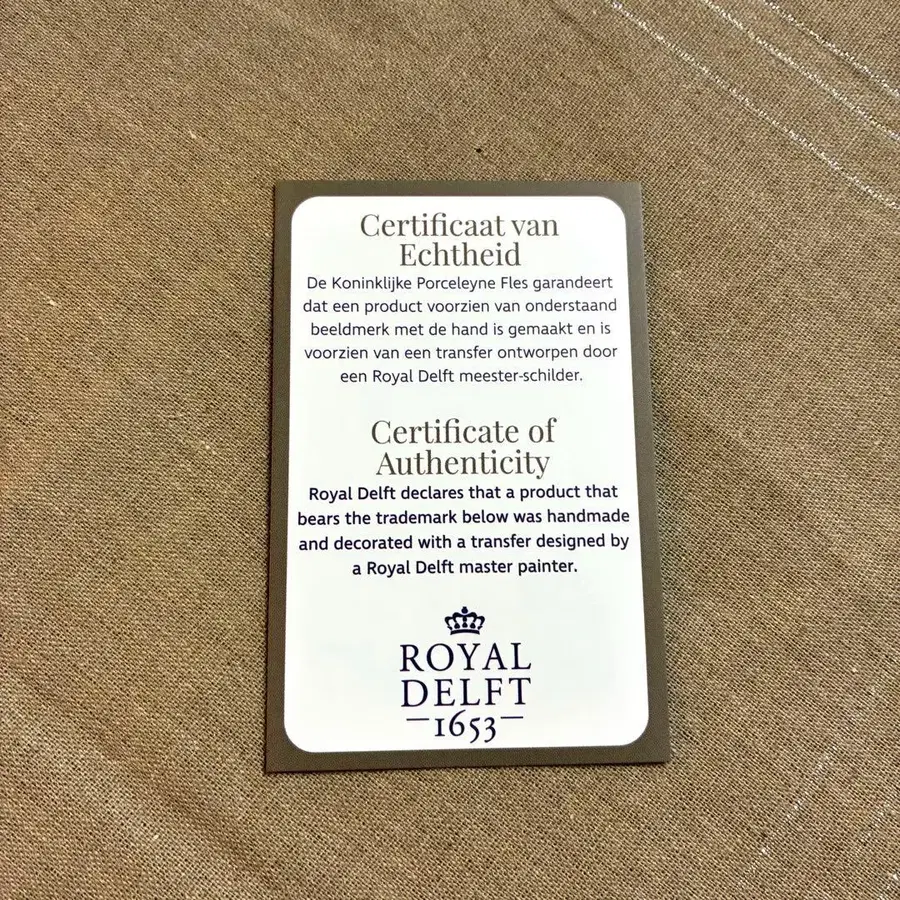 Certificaat van
Echtheid
De Koninklijke Porceleyne Fles garandeert
dat een product voorzien van onderstaand
beeldmerk met de hand is gemaakt en is
voorzien van een transfer ontworpen door
een Royal Delft meester-schilder.
Certificate of
Authenticity
Royal Delft declares that a product that
bears the trademark below was handmade
and decorated with a transfer designed by
a Royal Delft master painter.
ROYAL
DELFT
1653